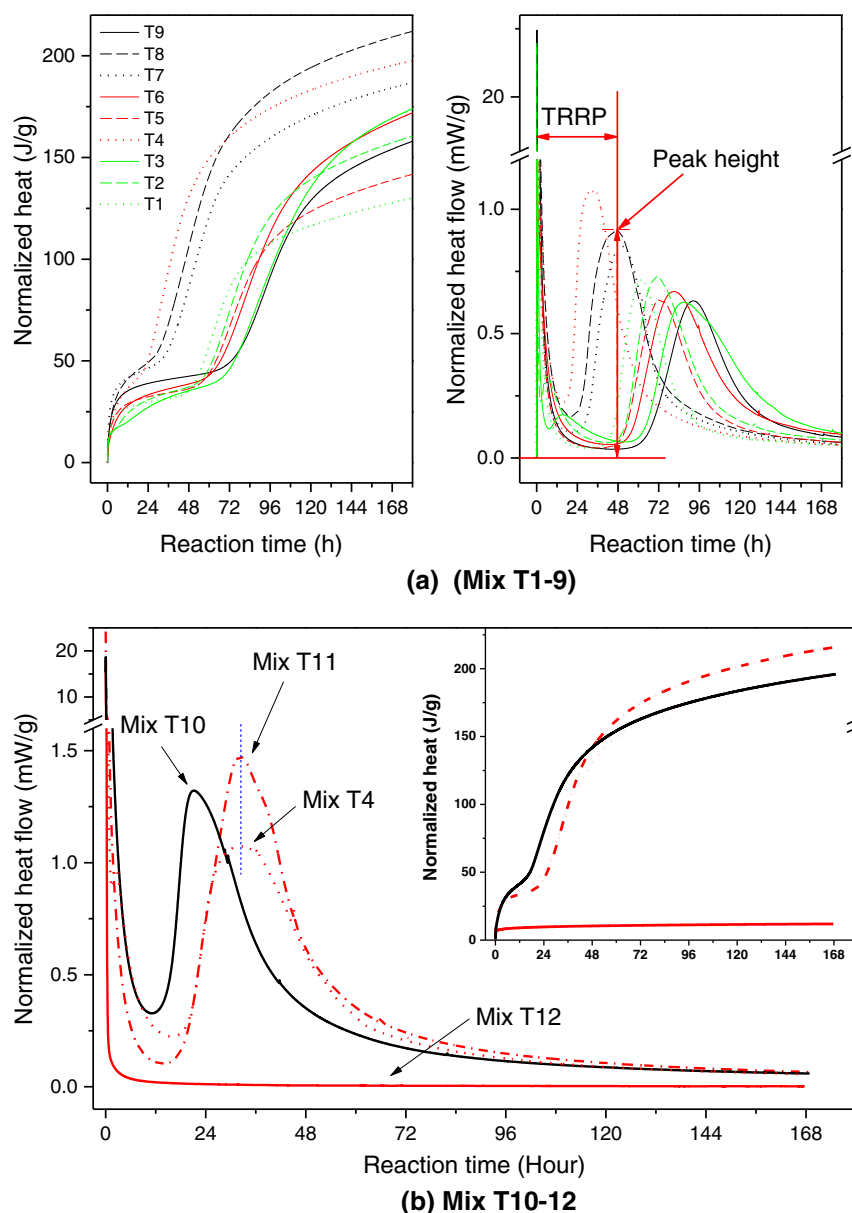 T9
T8
T7
T6
T5
T4
T3
T2
T1
200
150
100
50
0
Normalized heat (J/g)
0 24 48 72 96 120 144 168
Reaction time (h)
TRRP
Peak height
20
1.0
0.5
0.0
Normalized heat flow (mW/g)
0 24 48 72 96 120 144 168
Reaction time (h)
(a) (Mix T1-9)
Mix T11
Mix T10
Mix T4
Mix T12
20
15
10
1.5
1.0
0.5
0.0
Normalized heat flow (mW/g)
0 24 48 72 96 120 144 168
Reaction time (Hour)
200
150
100
50
0
Normalized heat (J/g)
0 24 48 72 96 120 144 168
(b) Mix T10-12